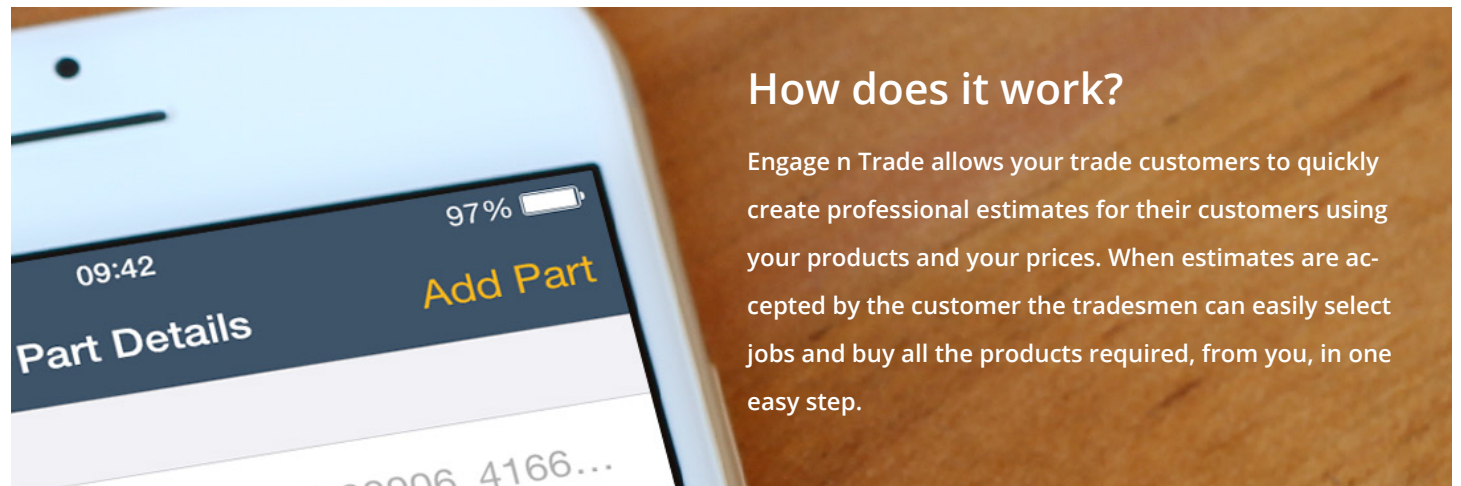 97%
09:42
Add Part
Part Details
4166...
How does it work?
Engage n Trade allows your trade customers to quickly
create professional estimates for their customers using
your products and your prices. When estimates are ac-
cepted by the customer the tradesmen can easily select
jobs and buy all the products required, from you, in one
easy step.